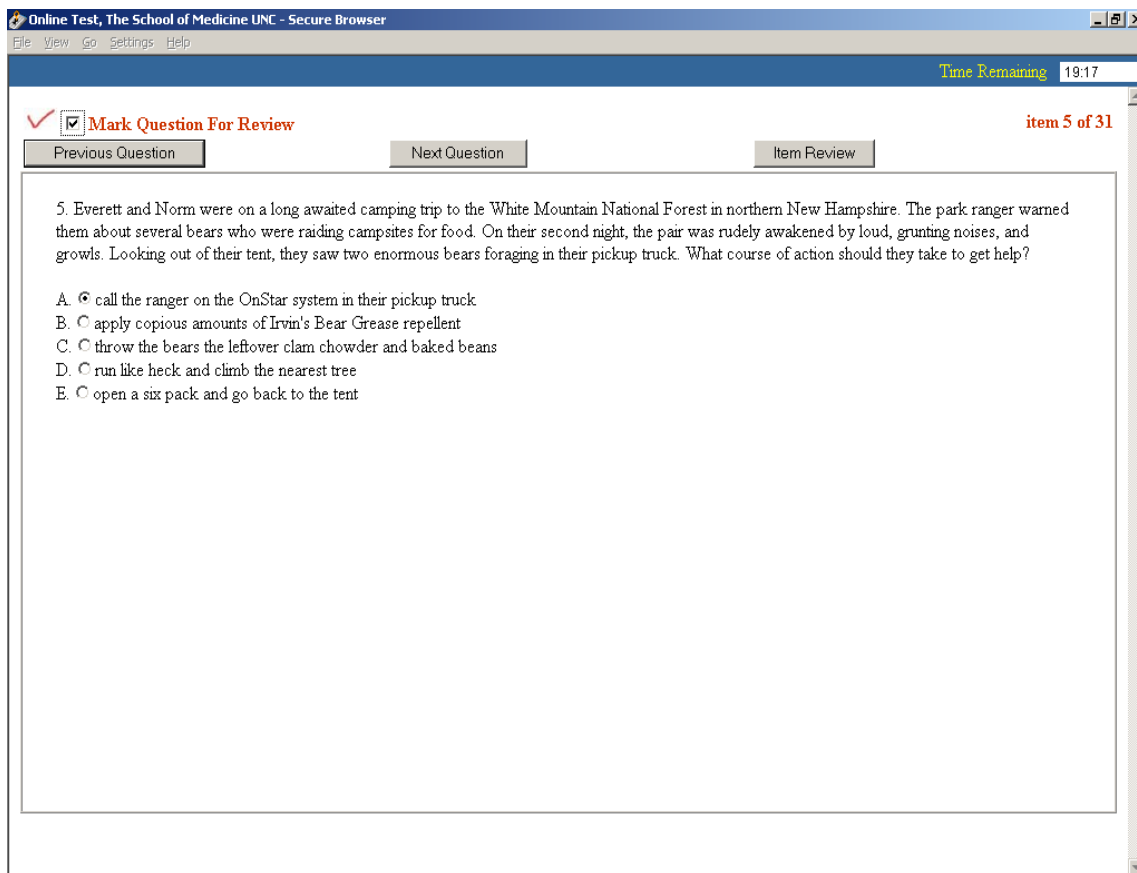 Online Test, The School of Medicine UNC - Secure Browser
File View Go Settings Help
Time Remaining 19:17
Mark Question For Review
item 5 of 31
Previous Question Next Question Item Review
5. Everett and Norm were on a long awaited camping trip to the White Mountain National Forest in northern New Hampshire. The park ranger warned
them about several bears who were raiding campsites for food. On their second night, the pair was rudely awakened by loud, grunting noises, and
growls. Looking out of their tent, they saw two enormous bears foraging in their pickup truck. What course of action should they take to get help?
A. call the ranger on the OnStar system in their pickup truck
B. apply copious amounts of Irvin's Bear Grease repellent
C. throw the bears the leftover clam chowder and baked beans
D. run like heck and climb the nearest tree
E. open a six pack and go back to the tent